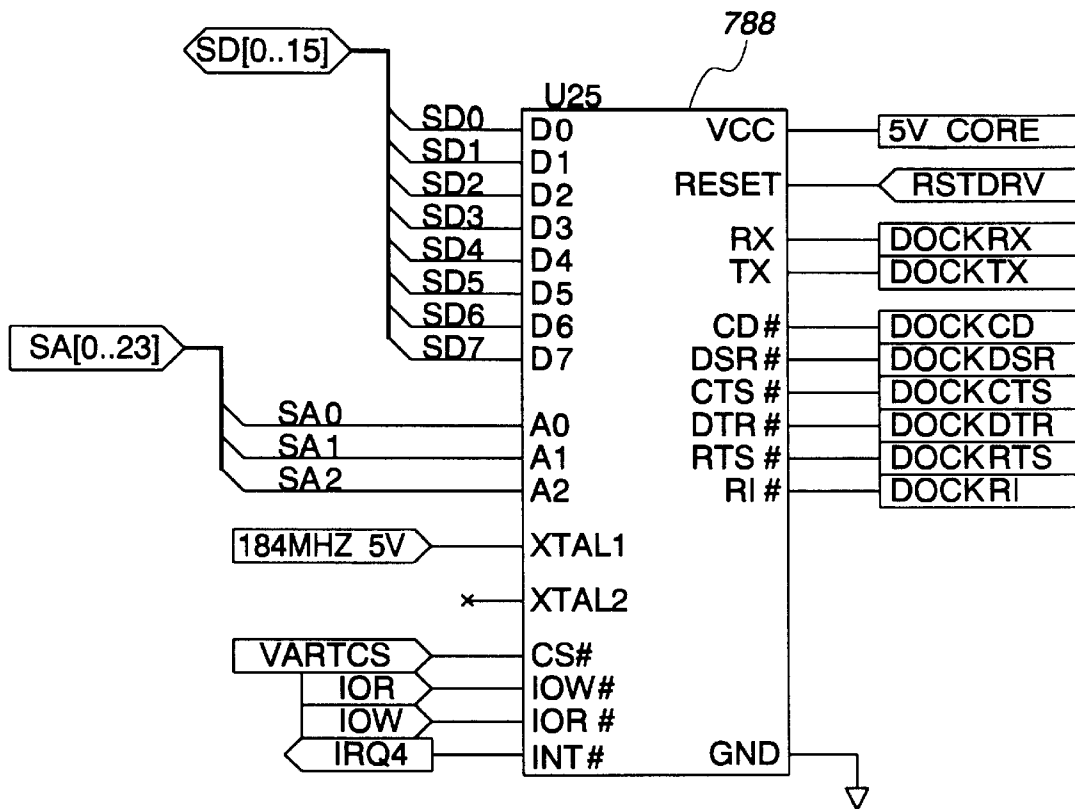 788
SD[0..15]
U25
SD0 D0 VCC 5V CORE
SD1 D1
SD2 D2 RESET RSTDRV
SD3 D3 RX DOCKRX
SD4 D4 TX DOCKTX
SD5 D5
SD6 D6 CD# DOCKCD
SD7 D7 DSR# DOCKDSR
SA[0..23]
CTS# DOCKCTS
SA0 A0 DTR# DOCKDTR
SA1 A1 RTS# DOCKRTS
SA2 A2 RI# DOCKRI
184MHZ 5V XTAL1
XTAL2
VARTCS CS#
IOR IOW#
IOW IOR#
IRQ4 INT# GND